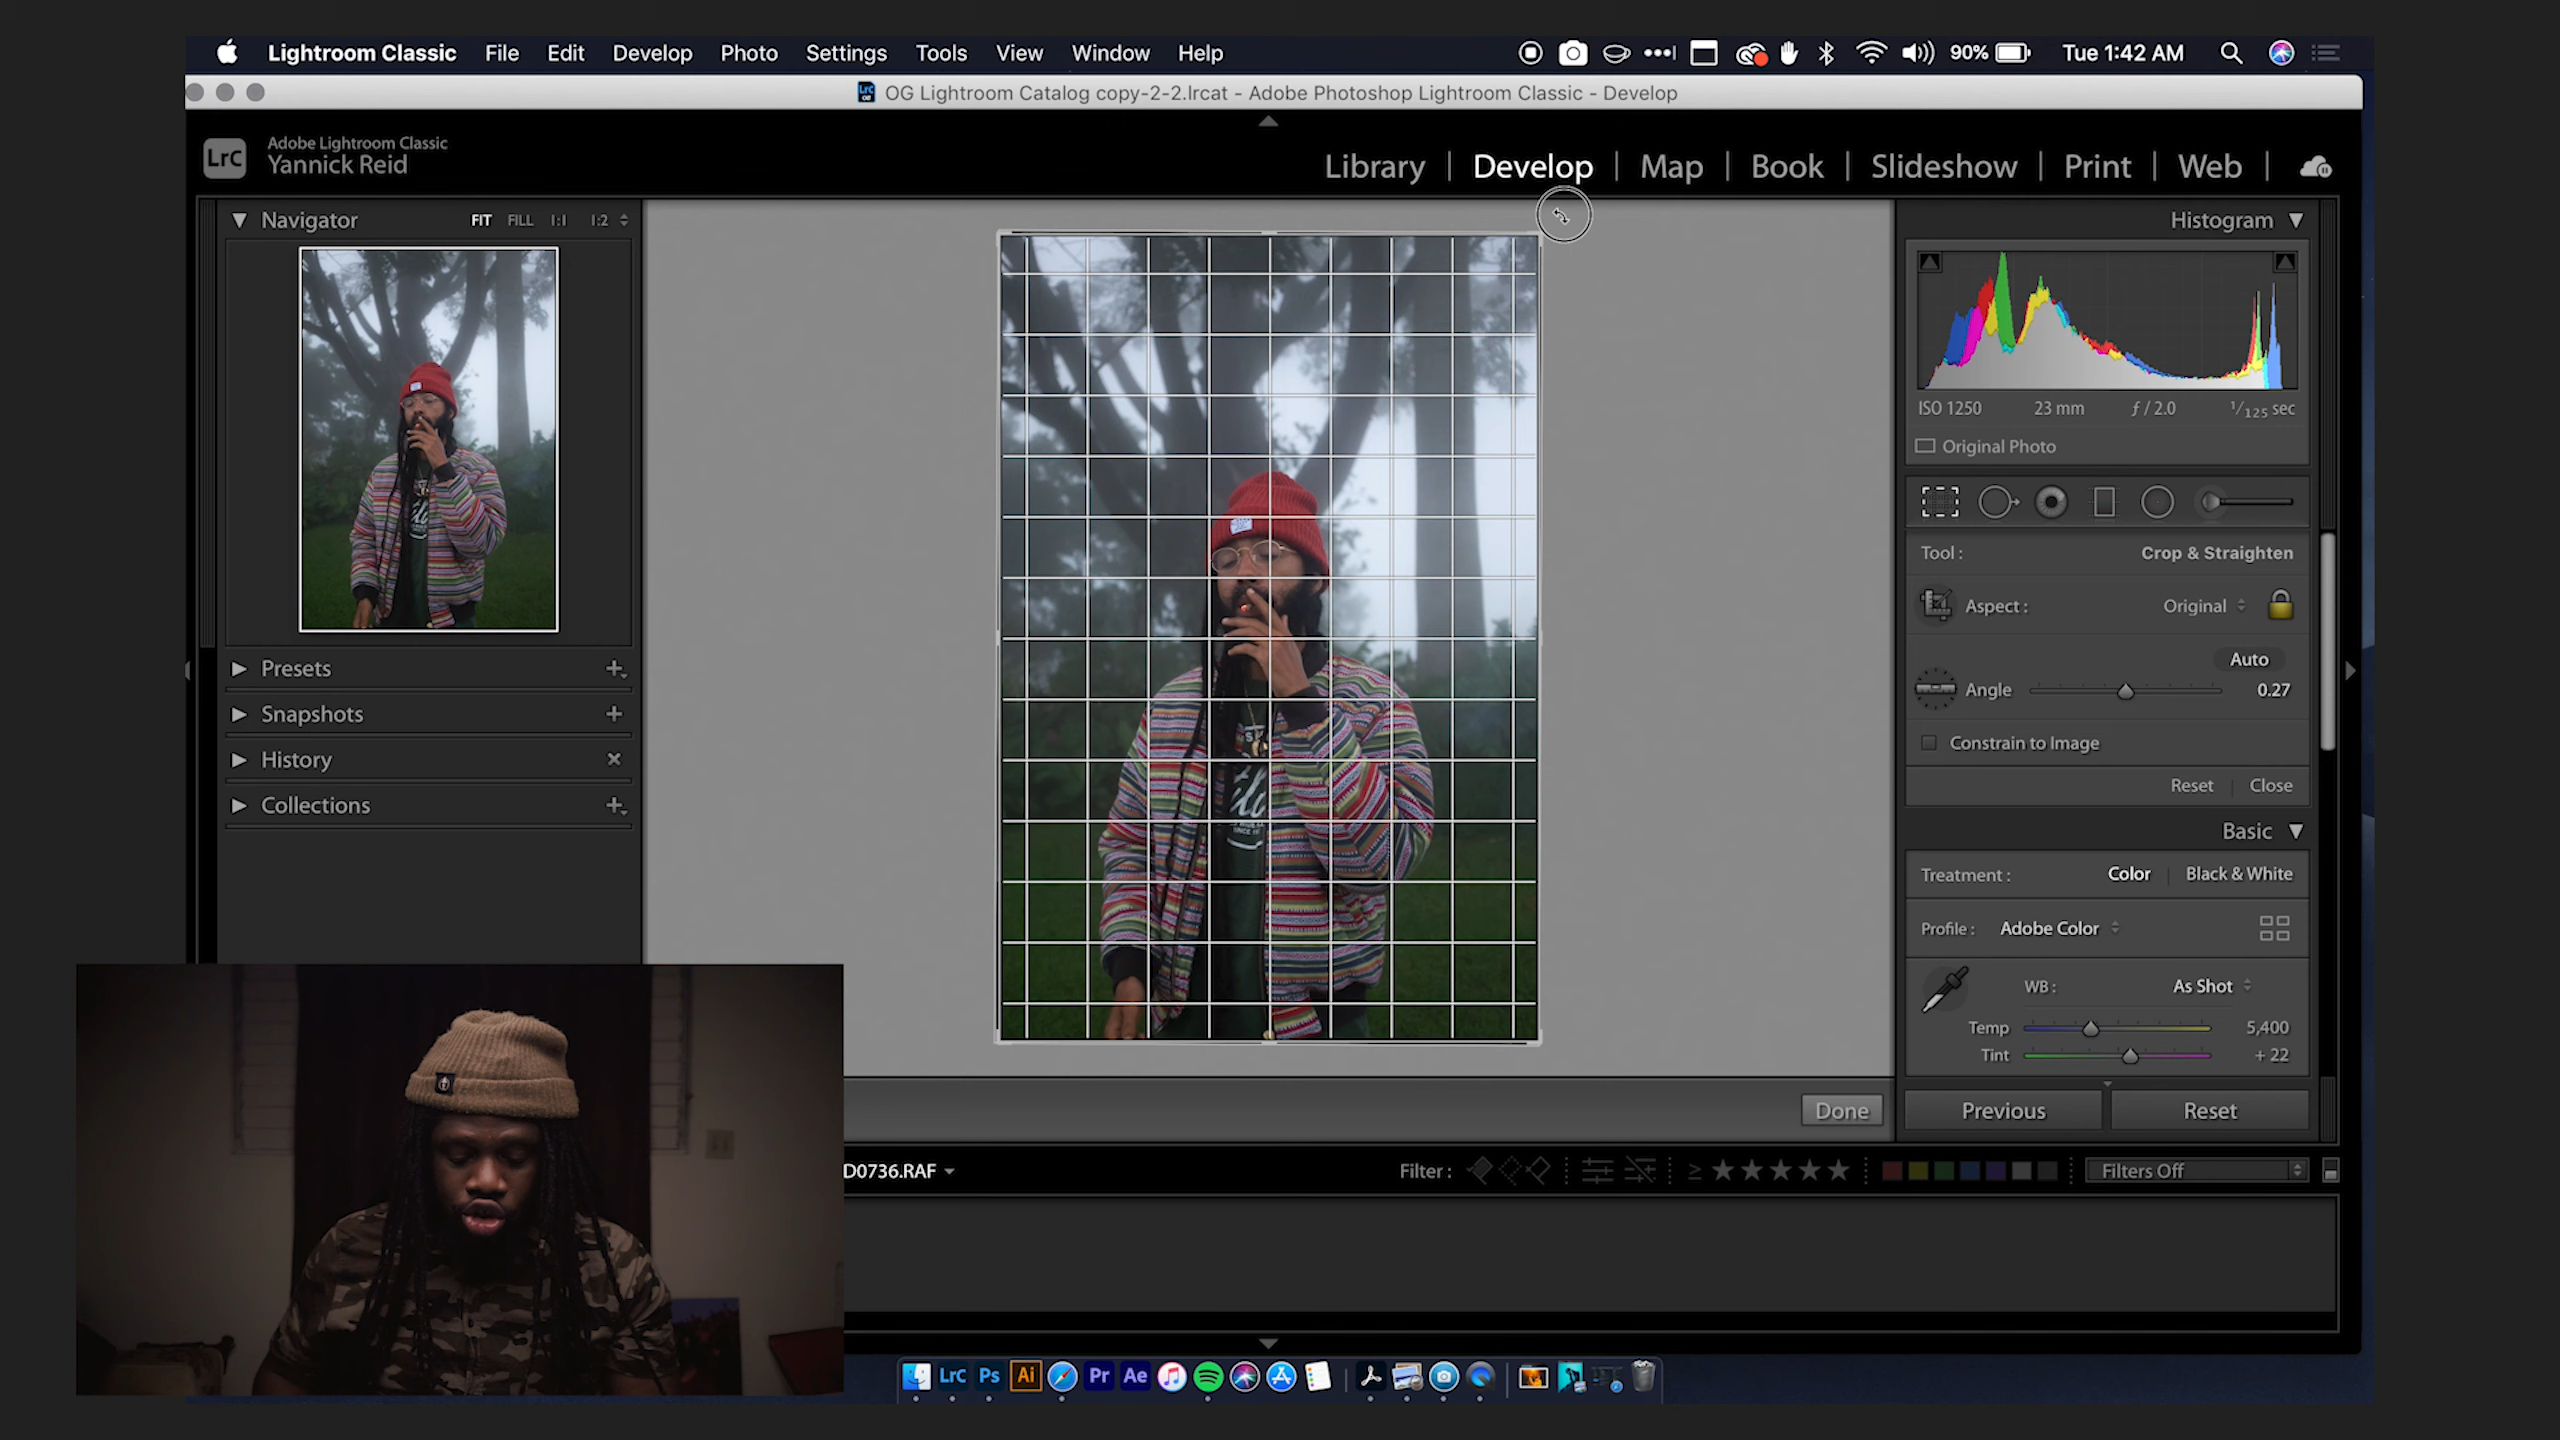 Lightroom Classic File Edit Develop Photo Settings Tools View Window Help 90% Tue 1:42 AM
OG Lightroom Catalog copy-2-2.lrcat - Adobe Photoshop Lightroom Classic - Develop
LrC Adobe Lightroom Classic
Yannick Reid
Library | Develop | Map | Book | Slideshow | Print | Web |
Navigator FIT FILL 1:1 1:2
Presets
Snapshots
History
Collections
Histogram
ISO 1250 23 mm ƒ / 2.0 1/125 sec
Original Photo
Tool : Crop & Straighten
Aspect : Original
Auto
Angle 0.27
Constrain to Image
Reset | Close
Basic
Treatment : Color | Black & White
Profile : Adobe Color
WB : As Shot
Temp 5,400
Tint + 22
Done Previous Reset
D0736.RAF Filter : ≥ ★★★★★ Filters Off
LrC Ps Ai Pr Ae
SINCE 197